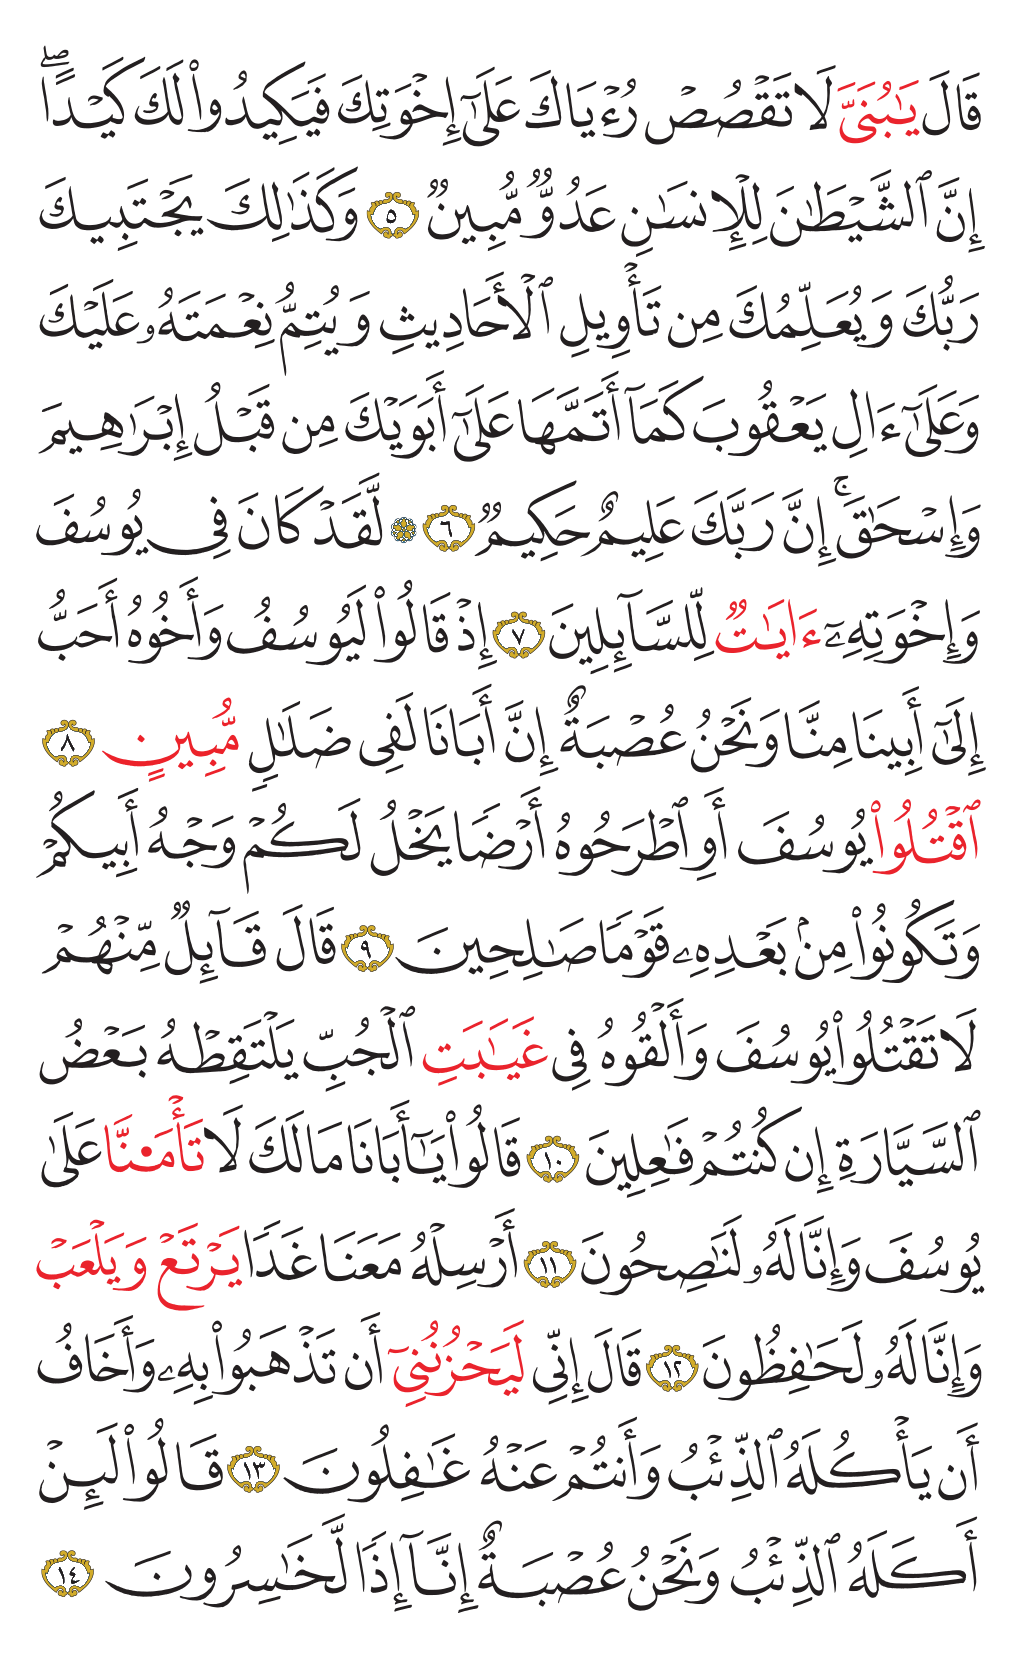 قَالَ يَٰبُنَيَّ لَا تَقۡصُصۡ رُءۡيَاكَ عَلَىٰٓ إِخۡوَتِكَ فَيَكِيدُواْ لَكَ كَيۡدًاۖ
إِنَّ ٱلشَّيۡطَٰنَ لِلۡإِنسَٰنِ عَدُوّٞ مُّبِينٞ ٥ وَكَذَٰلِكَ يَجۡتَبِيكَ
رَبُّكَ وَيُعَلِّمُكَ مِن تَأۡوِيلِ ٱلۡأَحَادِيثِ وَيُتِمُّ نِعۡمَتَهُۥ عَلَيۡكَ
وَعَلَىٰٓ ءَالِ يَعۡقُوبَ كَمَآ أَتَمَّهَا عَلَىٰٓ أَبَوَيۡكَ مِن قَبۡلُ إِبۡرَٰهِيمَ
وَإِسۡحَٰقَۚ إِنَّ رَبَّكَ عَلِيمٌ حَكِيمٞ ٦ ۞ لَّقَدۡ كَانَ فِي يُوسُفَ
وَإِخۡوَتِهِۦٓ ءَايَٰتٞ لِّلسَّآئِلِينَ ٧ إِذۡ قَالُواْ لَيُوسُفُ وَأَخُوهُ أَحَبُّ
إِلَىٰٓ أَبِينَا مِنَّا وَنَحۡنُ عُصۡبَةٌ إِنَّ أَبَانَا لَفِي ضَلَٰلٖ مُّبِينٍ ٨
ٱقۡتُلُواْ يُوسُفَ أَوِ ٱطۡرَحُوهُ أَرۡضٗا يَخۡلُ لَكُمۡ وَجۡهُ أَبِيكُمۡ
وَتَكُونُواْ مِنۢ بَعۡدِهِۦ قَوۡمٗا صَٰلِحِينَ ٩ قَالَ قَآئِلٞ مِّنۡهُمۡ
لَا تَقۡتُلُواْ يُوسُفَ وَأَلۡقُوهُ فِي غَيَٰبَتِ ٱلۡجُبِّ يَلۡتَقِطۡهُ بَعۡضُ
ٱلسَّيَّارَةِ إِن كُنتُمۡ فَٰعِلِينَ ١٠ قَالُواْ يَٰٓأَبَانَا مَا لَكَ لَا تَأۡمَ۬نَّا عَلَىٰ
يُوسُفَ وَإِنَّا لَهُۥ لَنَٰصِحُونَ ١١ أَرۡسِلۡهُ مَعَنَا غَدٗا يَرۡتَعۡ وَيَلۡعَبۡ
وَإِنَّا لَهُۥ لَحَٰفِظُونَ ١٢ قَالَ إِنِّي لَيَحۡزُنُنِيٓ أَن تَذۡهَبُواْ بِهِۦ وَأَخَافُ
أَن يَأۡكُلَهُ ٱلذِّئۡبُ وَأَنتُمۡ عَنۡهُ غَٰفِلُونَ ١٣ قَالُواْ لَئِنۡ
أَكَلَهُ ٱلذِّئۡبُ وَنَحۡنُ عُصۡبَةٌ إِنَّآ إِذٗا لَّخَٰسِرُونَ ١٤